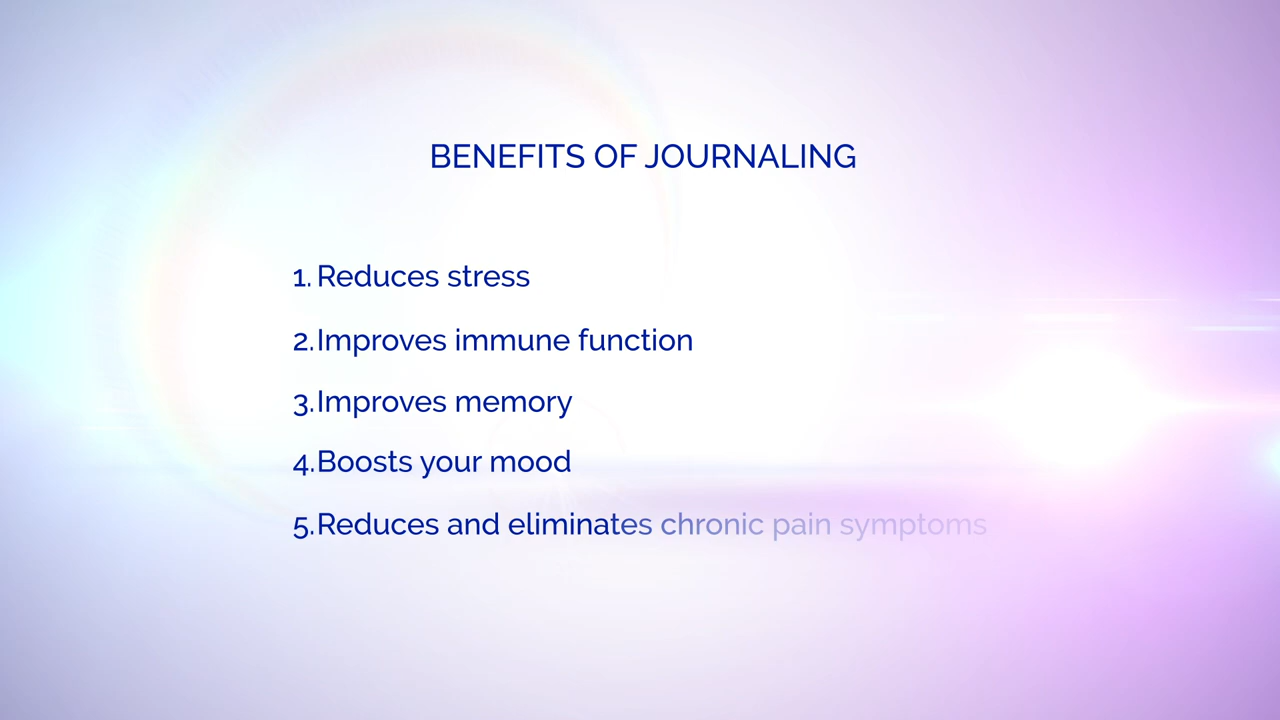 BENEFITS OF JOURNALING
1. Reduces stress
2. Improves immune function
3. Improves memory
4. Boosts your mood
5. Reduces and eliminates chronic pain symptoms